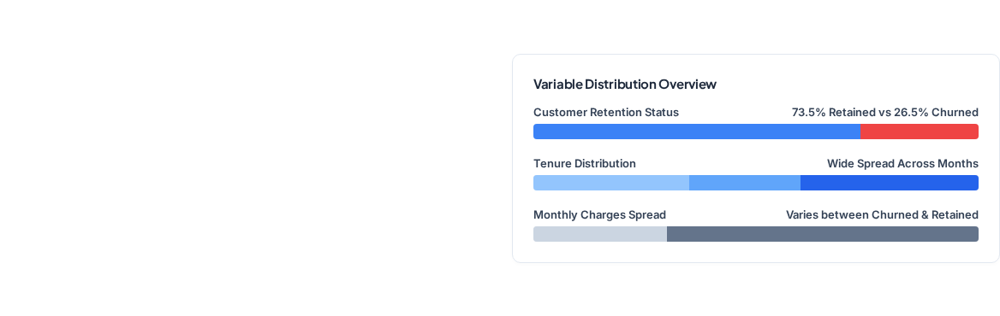 Variable Distribution Overview
Customer Retention Status 73.5% Retained vs 26.5% Churned
Tenure Distribution Wide Spread Across Months
Monthly Charges Spread Varies between Churned & Retained